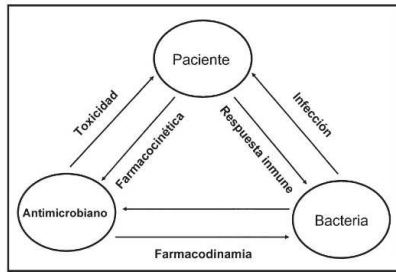 Paciente
Toxicidad
Farmacocinética
Respuesta inmune
Infección
Antimicrobiano
Bacteria
Farmacodinamia